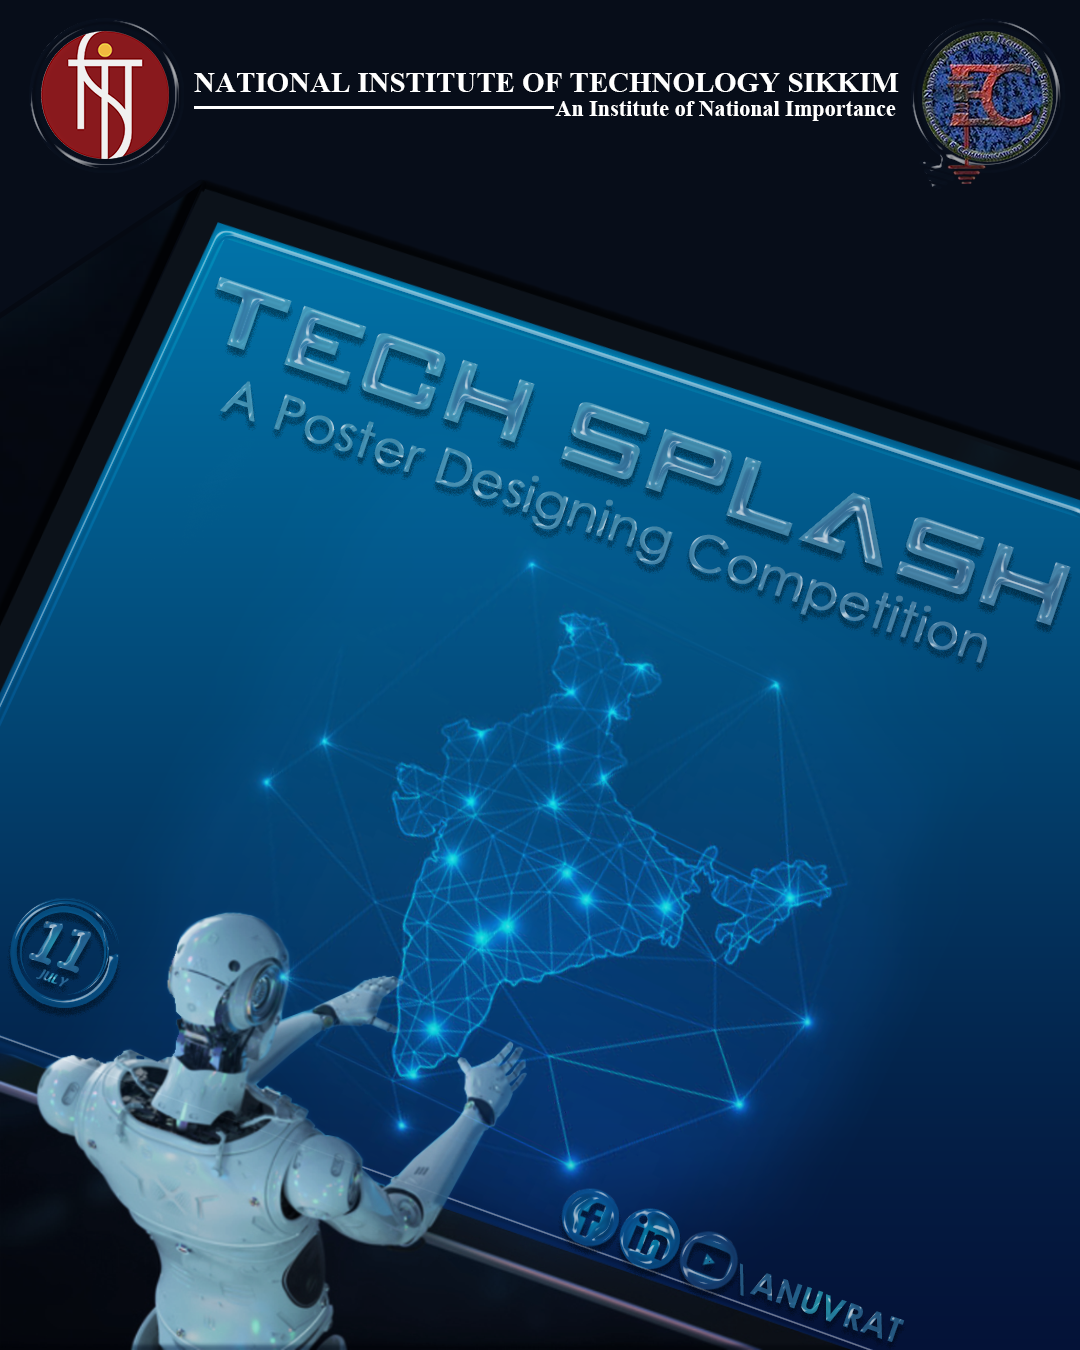 NATIONAL INSTITUTE OF TECHNOLOGY SIKKIM
An Institute of National Importance
TECH SPLASH
A Poster Designing Competition
11
JULY
\ANUVRAT